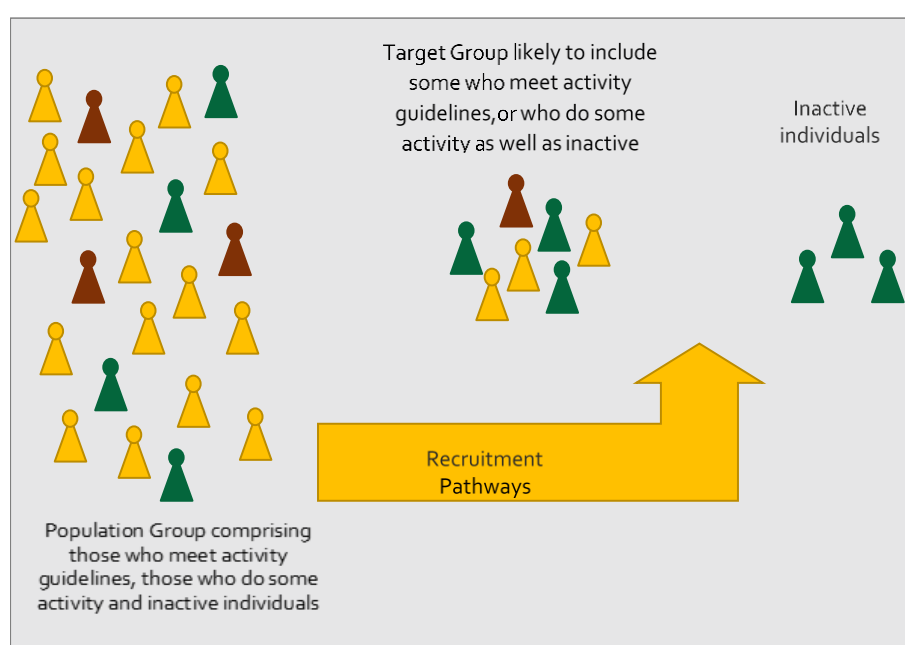 Target Group likely to include
some who meet activity
guidelines,or who do some
activity as well as inactive
Inactive
individuals
Recruitment
Pathways
Population Group comprising
those who meet activity
guidelines, those who do some
activity and inactive individuals